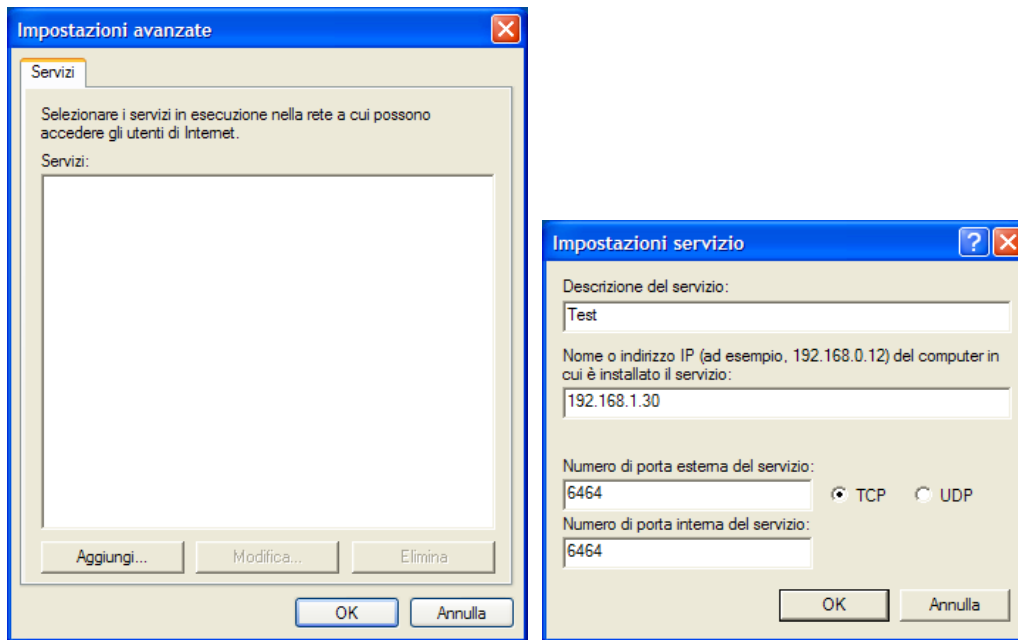 Impostazioni avanzate
Servizi
Selezionare i servizi in esecuzione nella rete a cui possono
accedere gli utenti di Internet.
Servizi:
Aggiungi...
Modifica...
Elimina
OK
Annulla
Impostazioni servizio
Descrizione del servizio:
Test
Nome o indirizzo IP (ad esempio, 192.168.0.12) del computer in
cui è installato il servizio:
192.168.1.30
Numero di porta esterna del servizio:
6464
TCP
UDP
Numero di porta interna del servizio:
6464
OK
Annulla